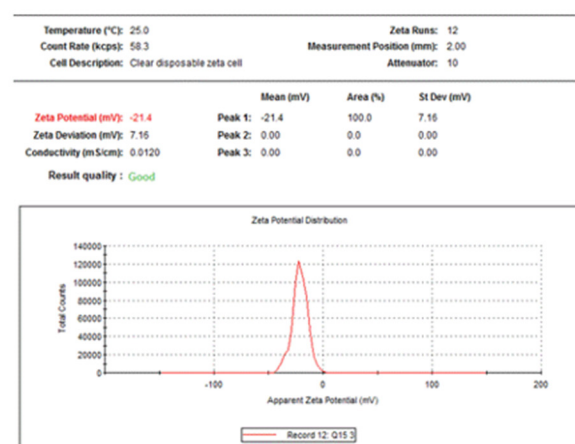 Temperature (°C): 25.0 Zeta Runs: 12
Count Rate (kcps): 58.3 Measurement Position (mm): 2.00
Cell Description: Clear disposable zeta cell Attenuator: 10
Mean (mV) Area (%) St Dev (mV)
Zeta Potential (mV): -21.4 Peak 1: -21.4 100.0 7.16
Zeta Deviation (mV): 7.16 Peak 2: 0.00 0.0 0.00
Conductivity (mS/cm): 0.0120 Peak 3: 0.00 0.0 0.00
Result quality : Good
Zeta Potential Distribution
140000
120000
100000
80000
60000
40000
20000
0
Total Counts
-100 0 100 200
Apparent Zeta Potential (mV)
Record 12: Q15 3